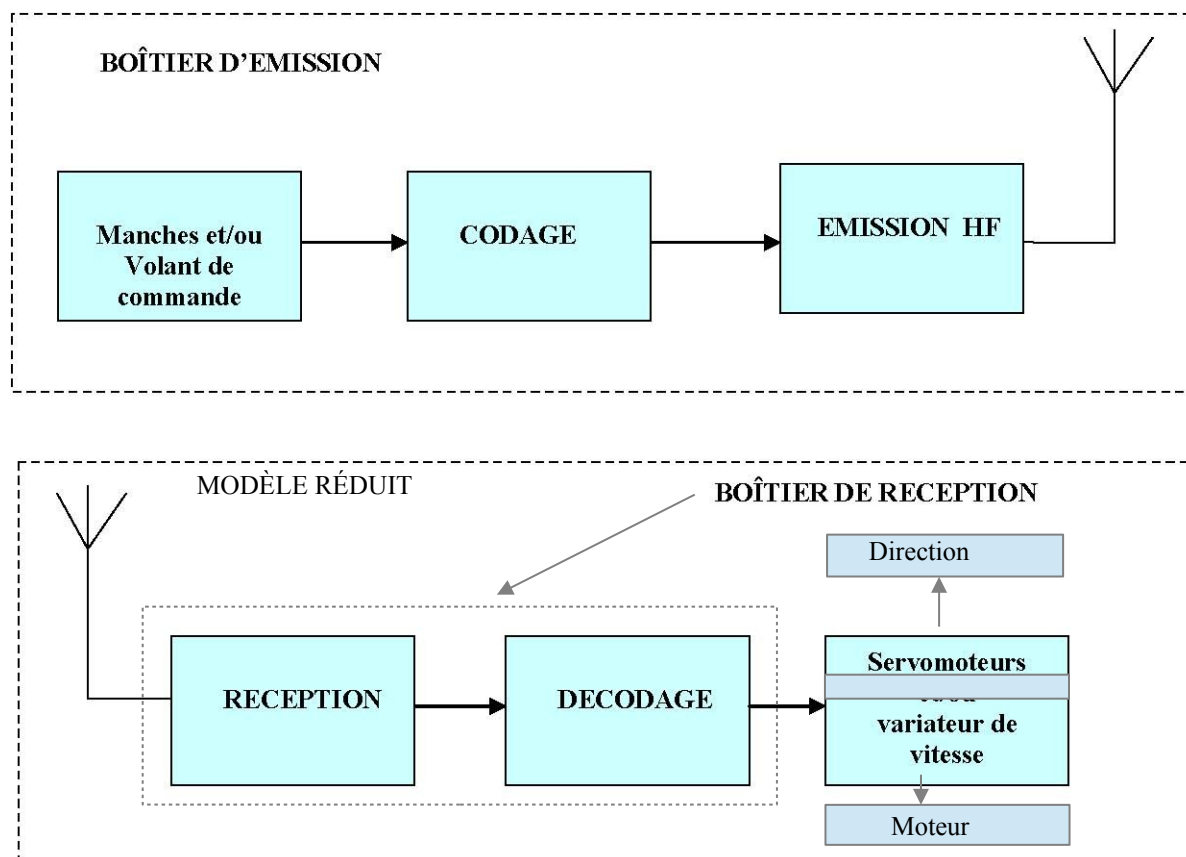 BOÎTIER D'EMISSION
Manches et/ou
Volant de
commande
CODAGE
EMISSION HF
MODÈLE RÉDUIT
BOÎTIER DE RECEPTION
Direction
RECEPTION
DECODAGE
Servomoteurs
variateur de
vitesse
Moteur